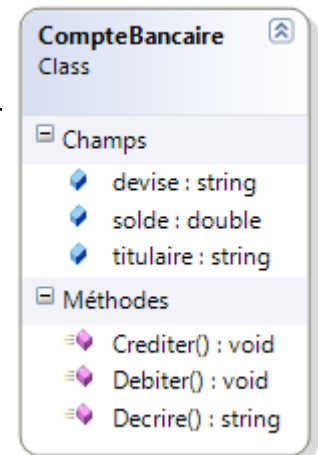 CompteBancaire
Class
Champs
devise : string
solde : double
titulaire : string
Méthodes
Crediter() : void
Debiter() : void
Decrire() : string